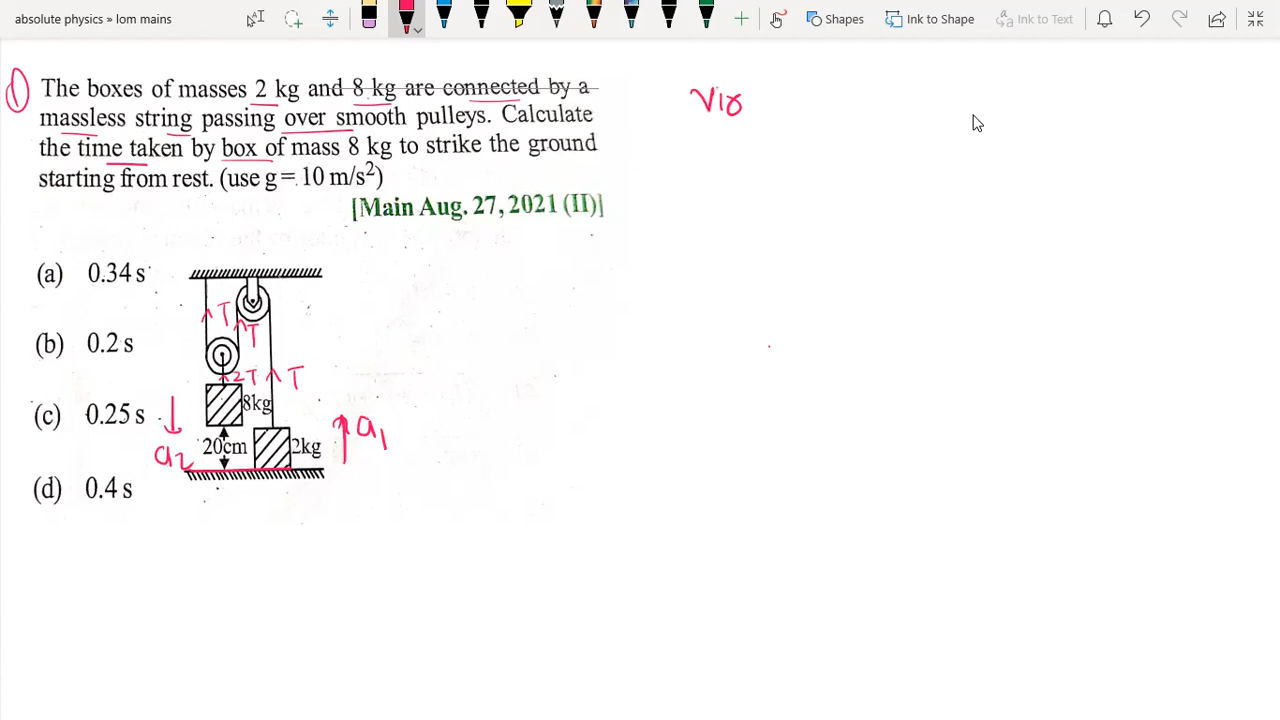 absolute physics » lom mains
Shapes
Ink to Shape
Ink to Text
①
The boxes of masses 2 kg and 8 kg are connected by a
massless string passing over smooth pulleys. Calculate
the time taken by box of mass 8 kg to strike the ground
starting from rest. (use g = 10 m/s²)
[Main Aug. 27, 2021 (II)]
(a) 0.34 s
(b) 0.2 s
(c) 0.25 s
(d) 0.4 s
T
T
2T
T
8kg
20cm
2kg
a₂
a₁